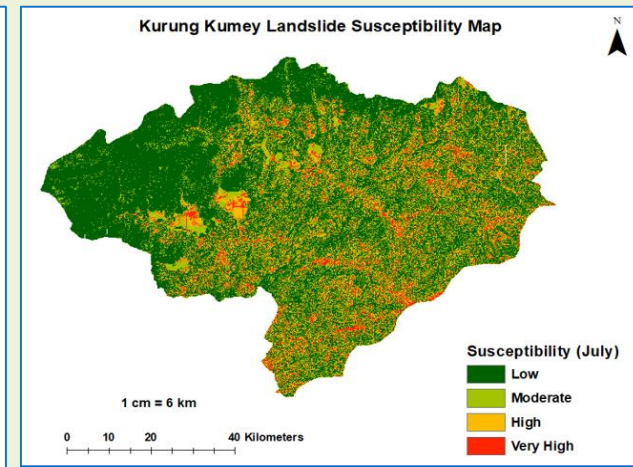 Kurung Kumey Landslide Susceptibility Map
N
Susceptibility (July)
Low
Moderate
High
Very High
1 cm = 6 km
0 10 20 40 Kilometers